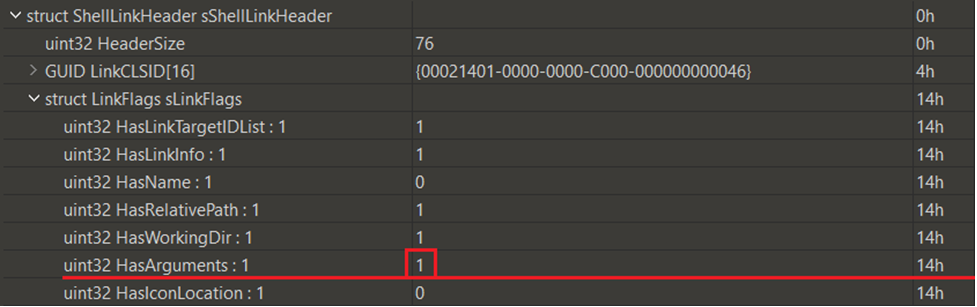 struct ShellLinkHeader sShellLinkHeader 0h
uint32 HeaderSize 76 0h
GUID LinkCLSID[16] {00021401-0000-0000-C000-000000000046} 4h
struct LinkFlags sLinkFlags 14h
uint32 HasLinkTargetIDList : 1 1 14h
uint32 HasLinkInfo : 1 1 14h
uint32 HasName : 1 0 14h
uint32 HasRelativePath : 1 1 14h
uint32 HasWorkingDir : 1 1 14h
uint32 HasArguments : 1 1 14h
uint32 HasIconLocation : 1 0 14h